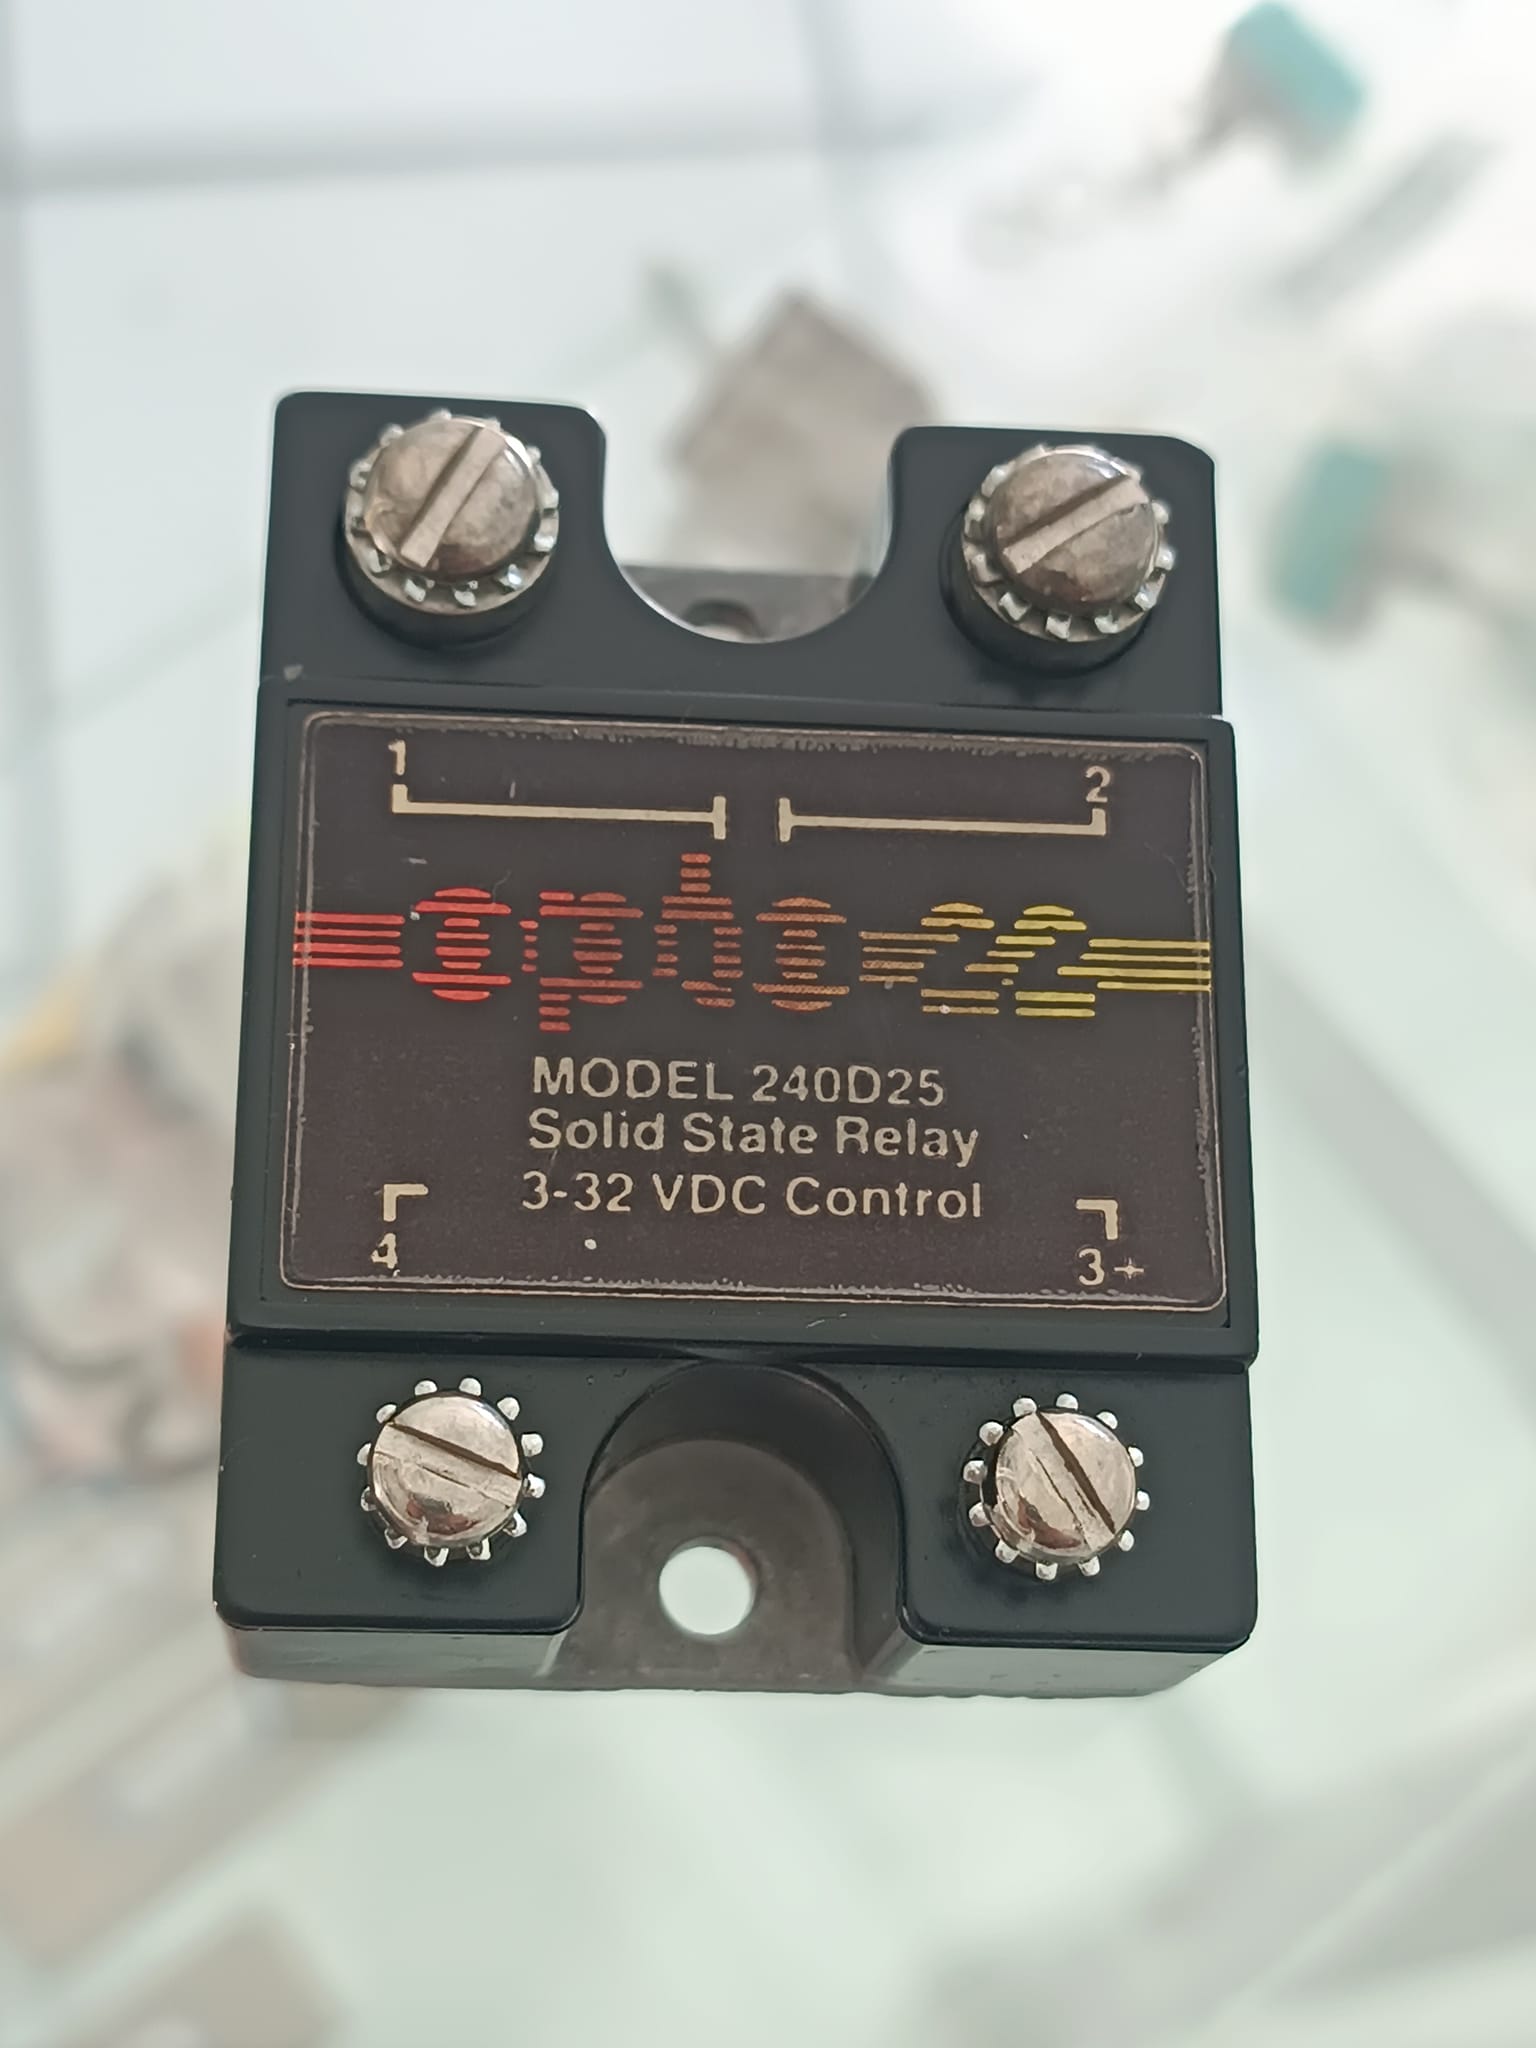 1 2
opto 22
MODEL 240D25
Solid State Relay
3-32 VDC Control
4 3+